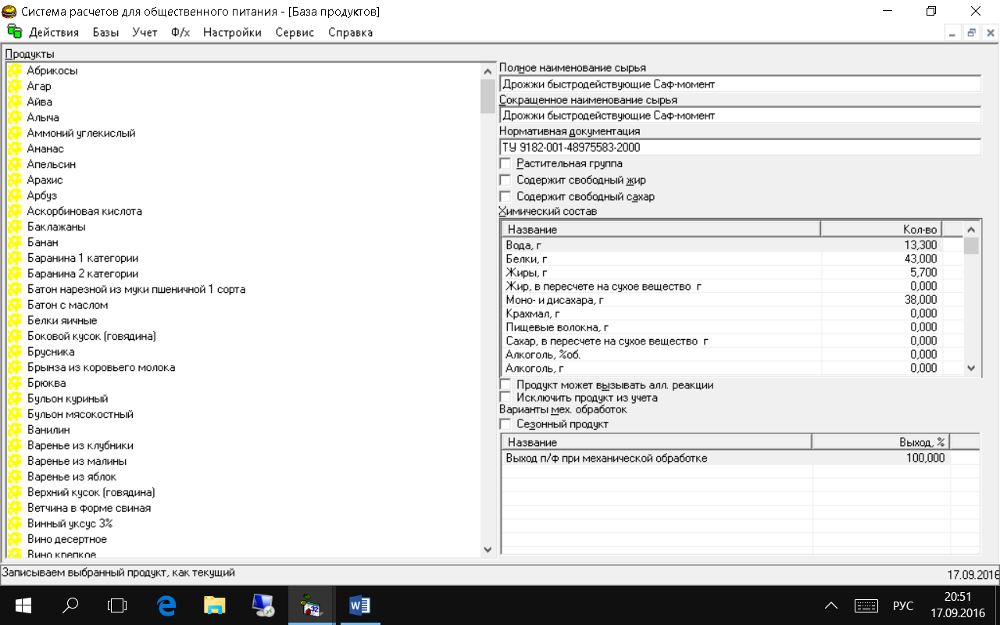 Система расчетов для общественного питания - [База продуктов]
Действия Базы Учет Ф/х Настройки Сервис Справка
Продукты
Абрикосы
Агар
Айва
Алыча
Аммоний углекислый
Ананас
Апельсин
Арахис
Арбуз
Аскорбиновая кислота
Баклажаны
Банан
Баранина 1 категории
Баранина 2 категории
Батон нарезной из муки пшеничной 1 сорта
Батон с маслом
Белки яичные
Боковой кусок (говядина)
Брусника
Брынза из коровьего молока
Брюква
Бульон куриный
Бульон мясокостный
Ванилин
Варенье из клубники
Варенье из малины
Варенье из яблок
Верхний кусок (говядина)
Ветчина в форме свиная
Винный уксус 3%
Вино десертное
Вино крепкое
Полное наименование сырья
Дрожжи быстродействующие Саф-момент
Сокращенное наименование сырья
Дрожжи быстродействующие Саф-момент
Нормативная документация
ТУ 9182-001-48975583-2000
Растительная группа
Содержит свободный жир
Содержит свободный сахар
Химический состав
Название Кол-во
Вода, г 13,300
Белки, г 43,000
Жиры, г 5,700
Жир, в пересчете на сухое вещество г 0,000
Моно- и дисахара, г 38,000
Крахмал, г 0,000
Пищевые волокна, г 0,000
Сахар, в пересчете на сухое вещество г 0,000
Алкоголь, %об. 0,000
Алкоголь, г 0,000
Продукт может вызывать алл. реакции
Исключить продукт из учета
Варианты мех. обработок
Сезонный продукт
Название Выход, %
Выход п/ф при механической обработке 100,000
Записываем выбранный продукт, как текущий 17.09.2016
РУС
20:51
17.09.2016